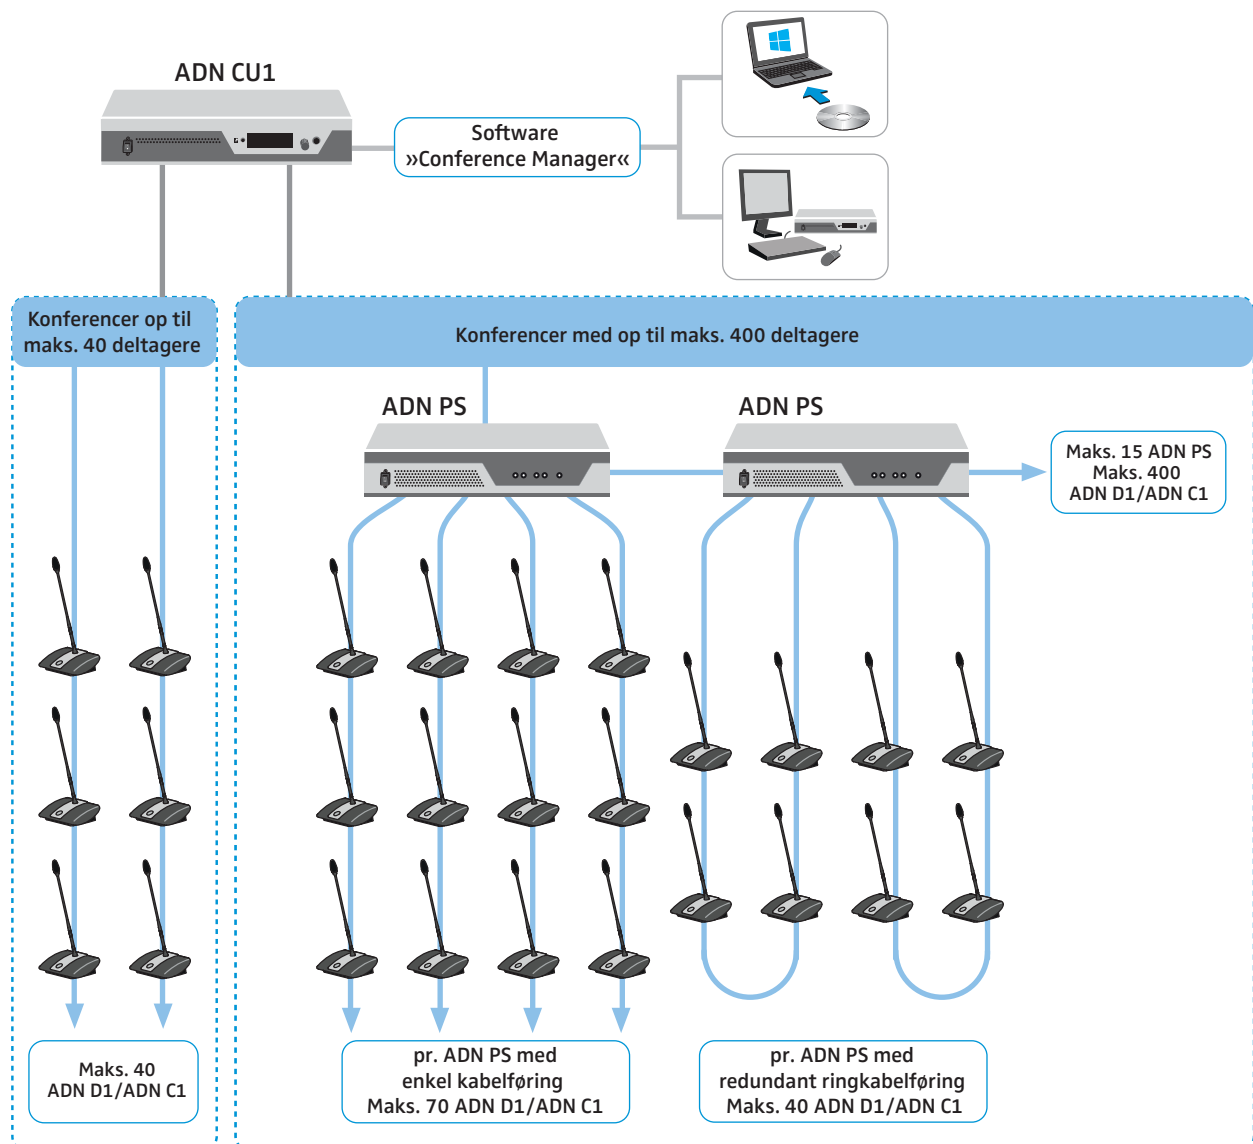 ADN CU1
Software
»Conference Manager«
Konferencer op til
maks. 40 deltagere
Konferencer med op til maks. 400 deltagere
ADN PS
ADN PS
Maks. 15 ADN PS
Maks. 400
ADN D1/ADN C1
Maks. 40
ADN D1/ADN C1
pr. ADN PS med
enkel kabelføring
Maks. 70 ADN D1/ADN C1
pr. ADN PS med
redundant ringkabelføring
Maks. 40 ADN D1/ADN C1